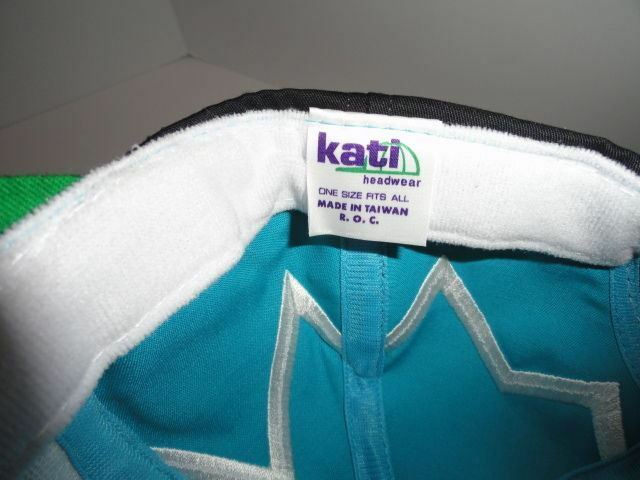 kati
headwear
ONE SIZE FITS ALL
MADE IN TAIWAN
R. O. C.